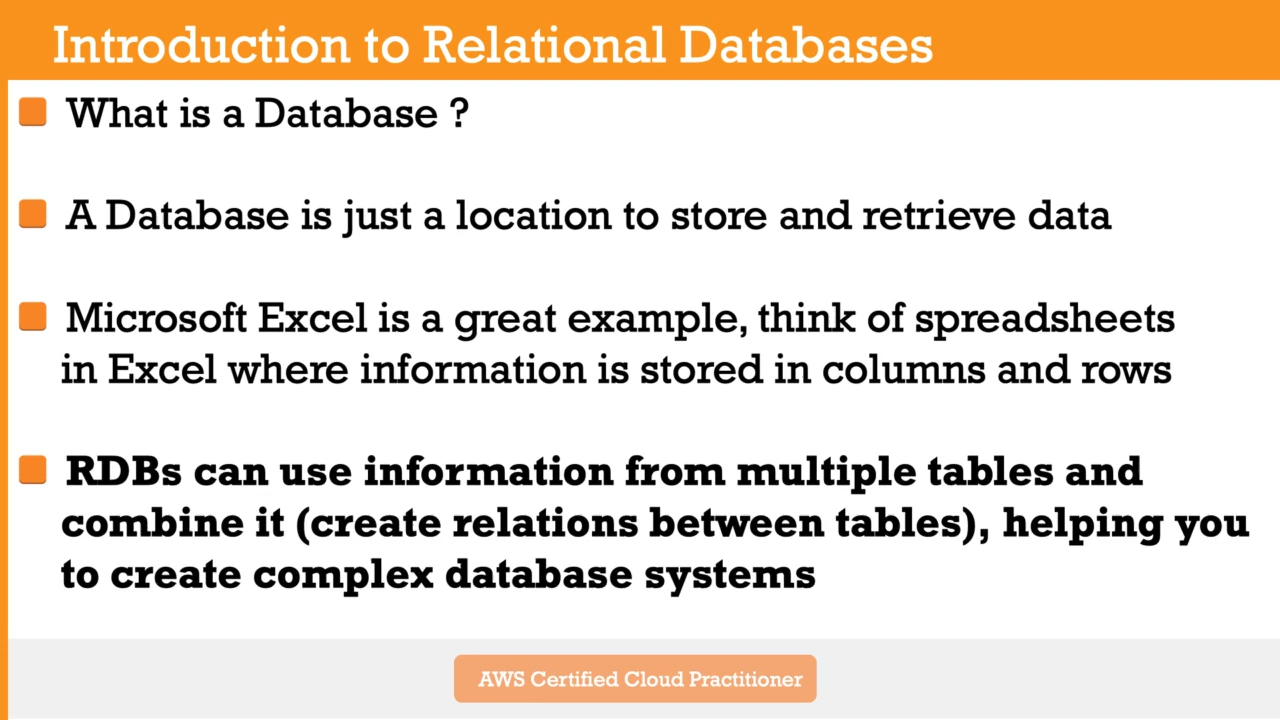 Introduction to Relational Databases
What is a Database ?
A Database is just a location to store and retrieve data
Microsoft Excel is a great example, think of spreadsheets
in Excel where information is stored in columns and rows
RDBs can use information from multiple tables and
combine it (create relations between tables), helping you
to create complex database systems
AWS Certified Cloud Practitioner